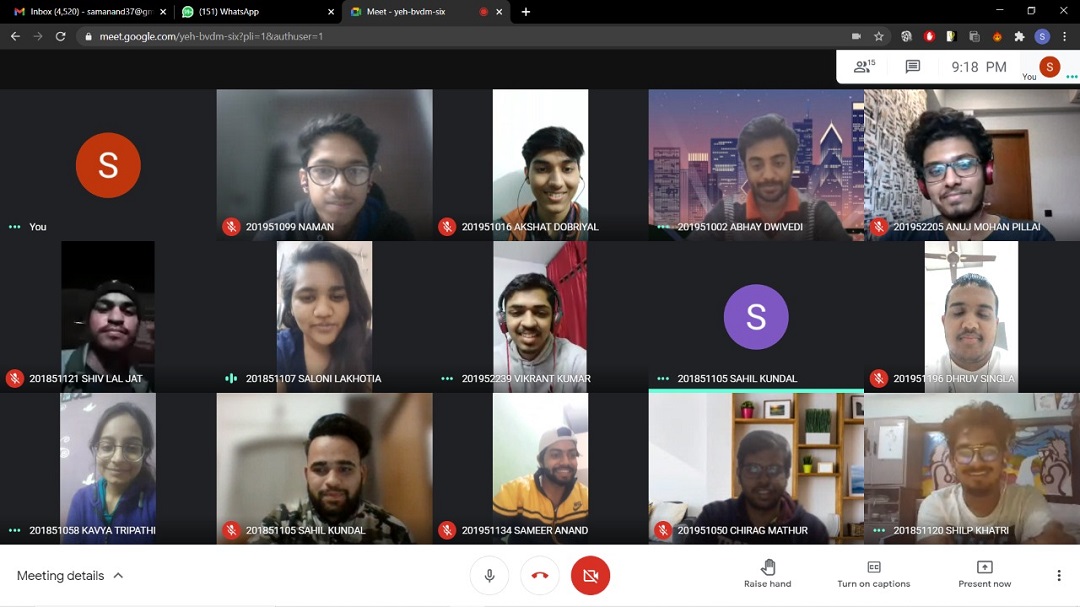 Inbox (4,520) - samanand37@gm
(151) WhatsApp
Meet - yeh-bvdm-six
meet.google.com/yeh-bvdm-six?pli=1&authuser=1
S
15
9:18 PM
You
S
S
You
201951099 NAMAN
201951016 AKSHAT DOBRIYAL
201951002 ABHAY DWIVEDI
201952205 ANUJ MOHAN PILLAI
201851121 SHIV LAL JAT
201851107 SALONI LAKHOTIA
201952239 VIKRANT KUMAR
S
201851105 SAHIL KUNDAL
201951196 DHRUV SINGLA
201851058 KAVYA TRIPATHI
201851105 SAHIL KUNDAL
201951134 SAMEER ANAND
201951050 CHIRAG MATHUR
201851120 SHILP KHATRI
Meeting details
Raise hand
CC
Turn on captions
Present now